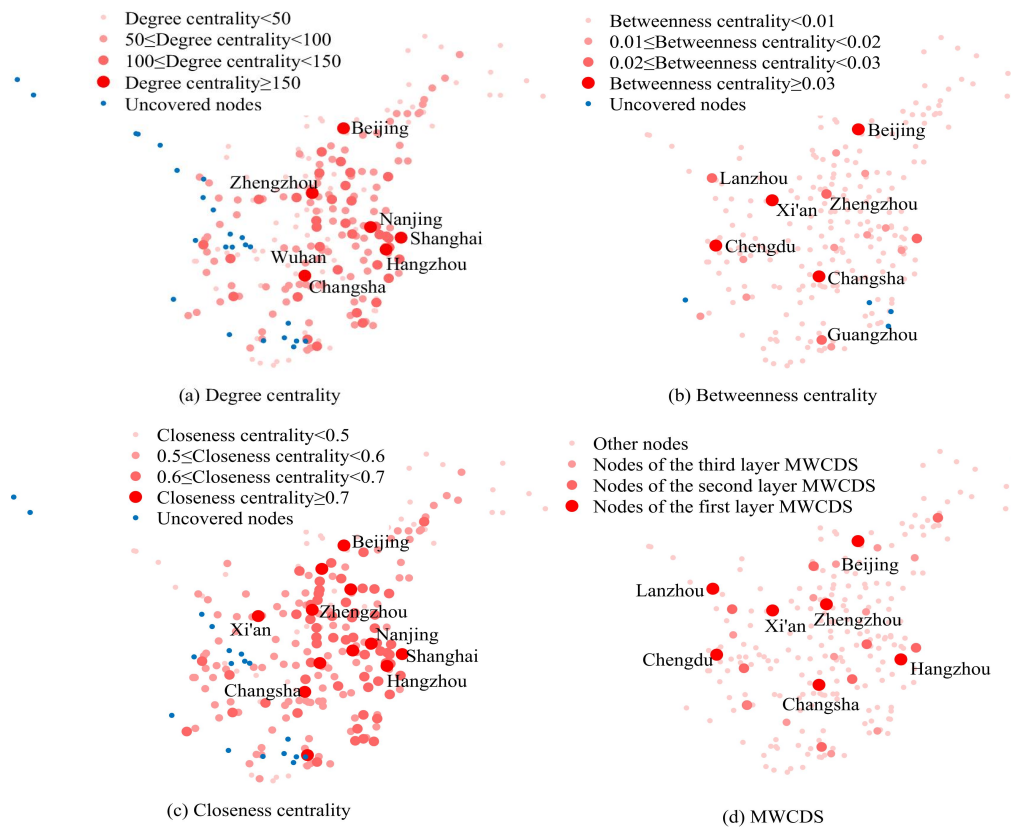 Degree centrality<50
50≤Degree centrality<100
100≤Degree centrality<150
Degree centrality≥150
Uncovered nodes
Beijing
Zhengzhou
Nanjing
Shanghai
Wuhan
Hangzhou
Changsha
(a) Degree centrality
Betweenness centrality<0.01
0.01≤Betweenness centrality<0.02
0.02≤Betweenness centrality<0.03
Betweenness centrality≥0.03
Uncovered nodes
Beijing
Lanzhou
Zhengzhou
Xi'an
Chengdu
Changsha
Guangzhou
(b) Betweenness centrality
Closeness centrality<0.5
0.5≤Closeness centrality<0.6
0.6≤Closeness centrality<0.7
Closeness centrality≥0.7
Uncovered nodes
Beijing
Zhengzhou
Xi'an
Nanjing
Shanghai
Hangzhou
Changsha
(c) Closeness centrality
Other nodes
Nodes of the third layer MWCDS
Nodes of the second layer MWCDS
Nodes of the first layer MWCDS
Beijing
Lanzhou
Xi'an
Zhengzhou
Chengdu
Hangzhou
Changsha
(d) MWCDS